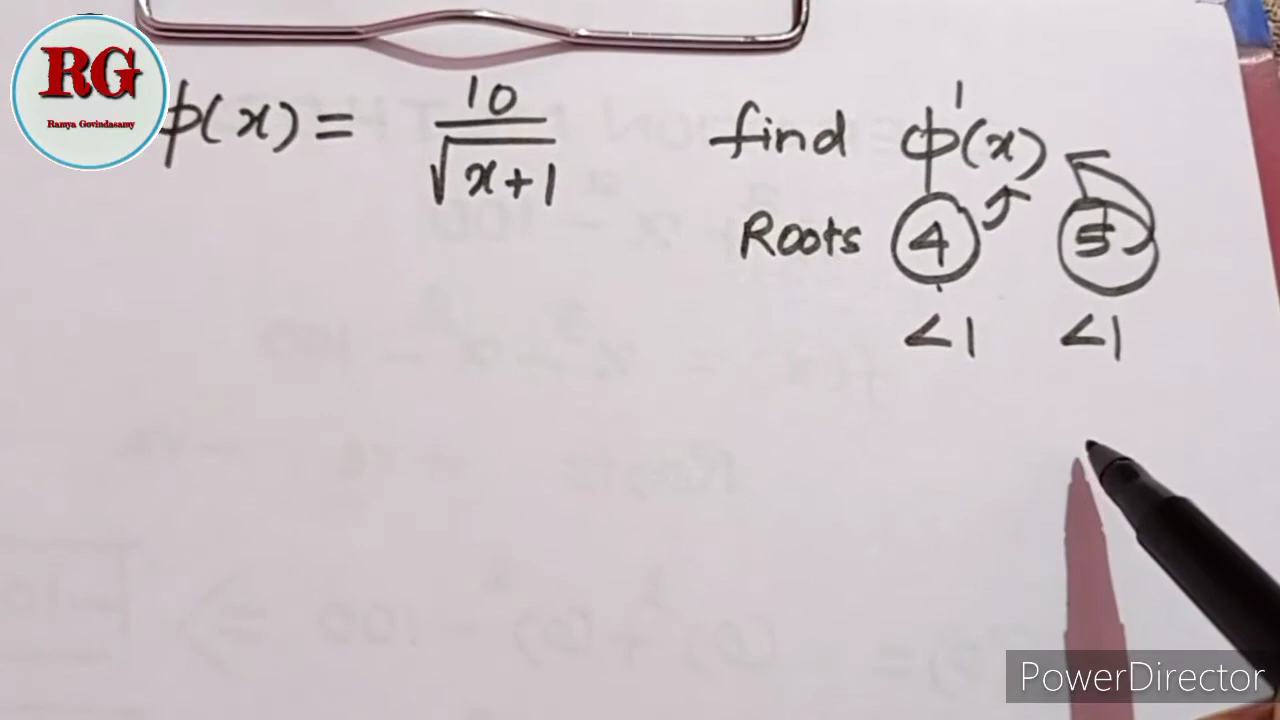 RG
Ramya Govindasamy
φ(x) = 10/√(x+1) find φ'(x)
Roots 4 5
<1 <1
PowerDirector